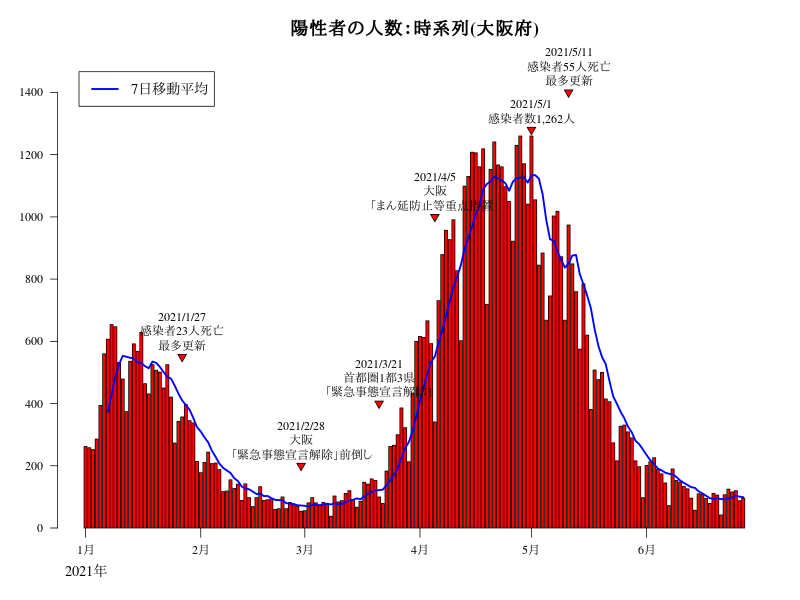 陽性者の人数:時系列(大阪府)
7日移動平均
2021/5/11
感染者55人死亡
最多更新
2021/5/1
感染者数1,262人
2021/4/5
大阪
「まん延防止等重点措置」
2021/1/27
感染者23人死亡
最多更新
2021/3/21
首都圏1都3県
「緊急事態宣言解除」
2021/2/28
大阪
「緊急事態宣言解除」前倒し
1400
1200
1000
800
600
400
200
0
1月
2月
3月
4月
5月
6月
2021年